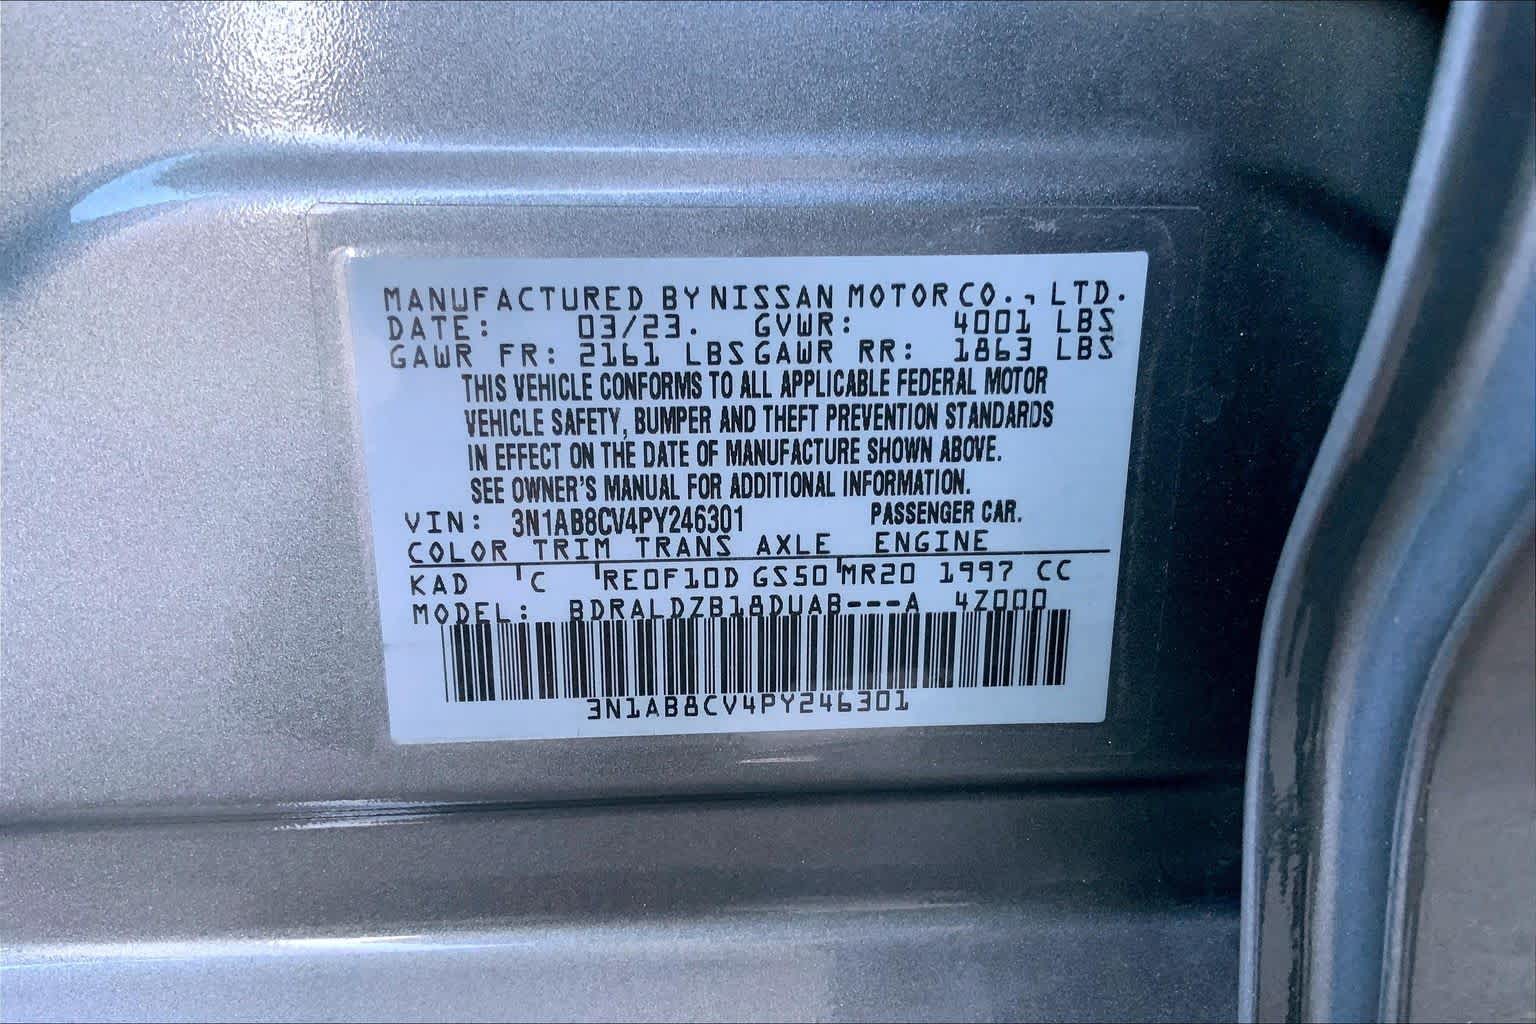 MANUFACTURED BY NISSAN MOTOR CO., LTD.
DATE: 03/23. GVWR: 4001 LBS
GAWR FR: 2161 LBS GAWR RR: 1863 LBS
THIS VEHICLE CONFORMS TO ALL APPLICABLE FEDERAL MOTOR
VEHICLE SAFETY, BUMPER AND THEFT PREVENTION STANDARDS
IN EFFECT ON THE DATE OF MANUFACTURE SHOWN ABOVE.
SEE OWNER'S MANUAL FOR ADDITIONAL INFORMATION.
VIN: 3N1AB8CV4PY246301 PASSENGER CAR.
COLOR TRIM TRANS AXLE ENGINE
KAD C RE0F10D GS50 MR20 1997 CC
MODEL: BDRALDZB18DUAB---A 4Z000
3N1AB8CV4PY246301